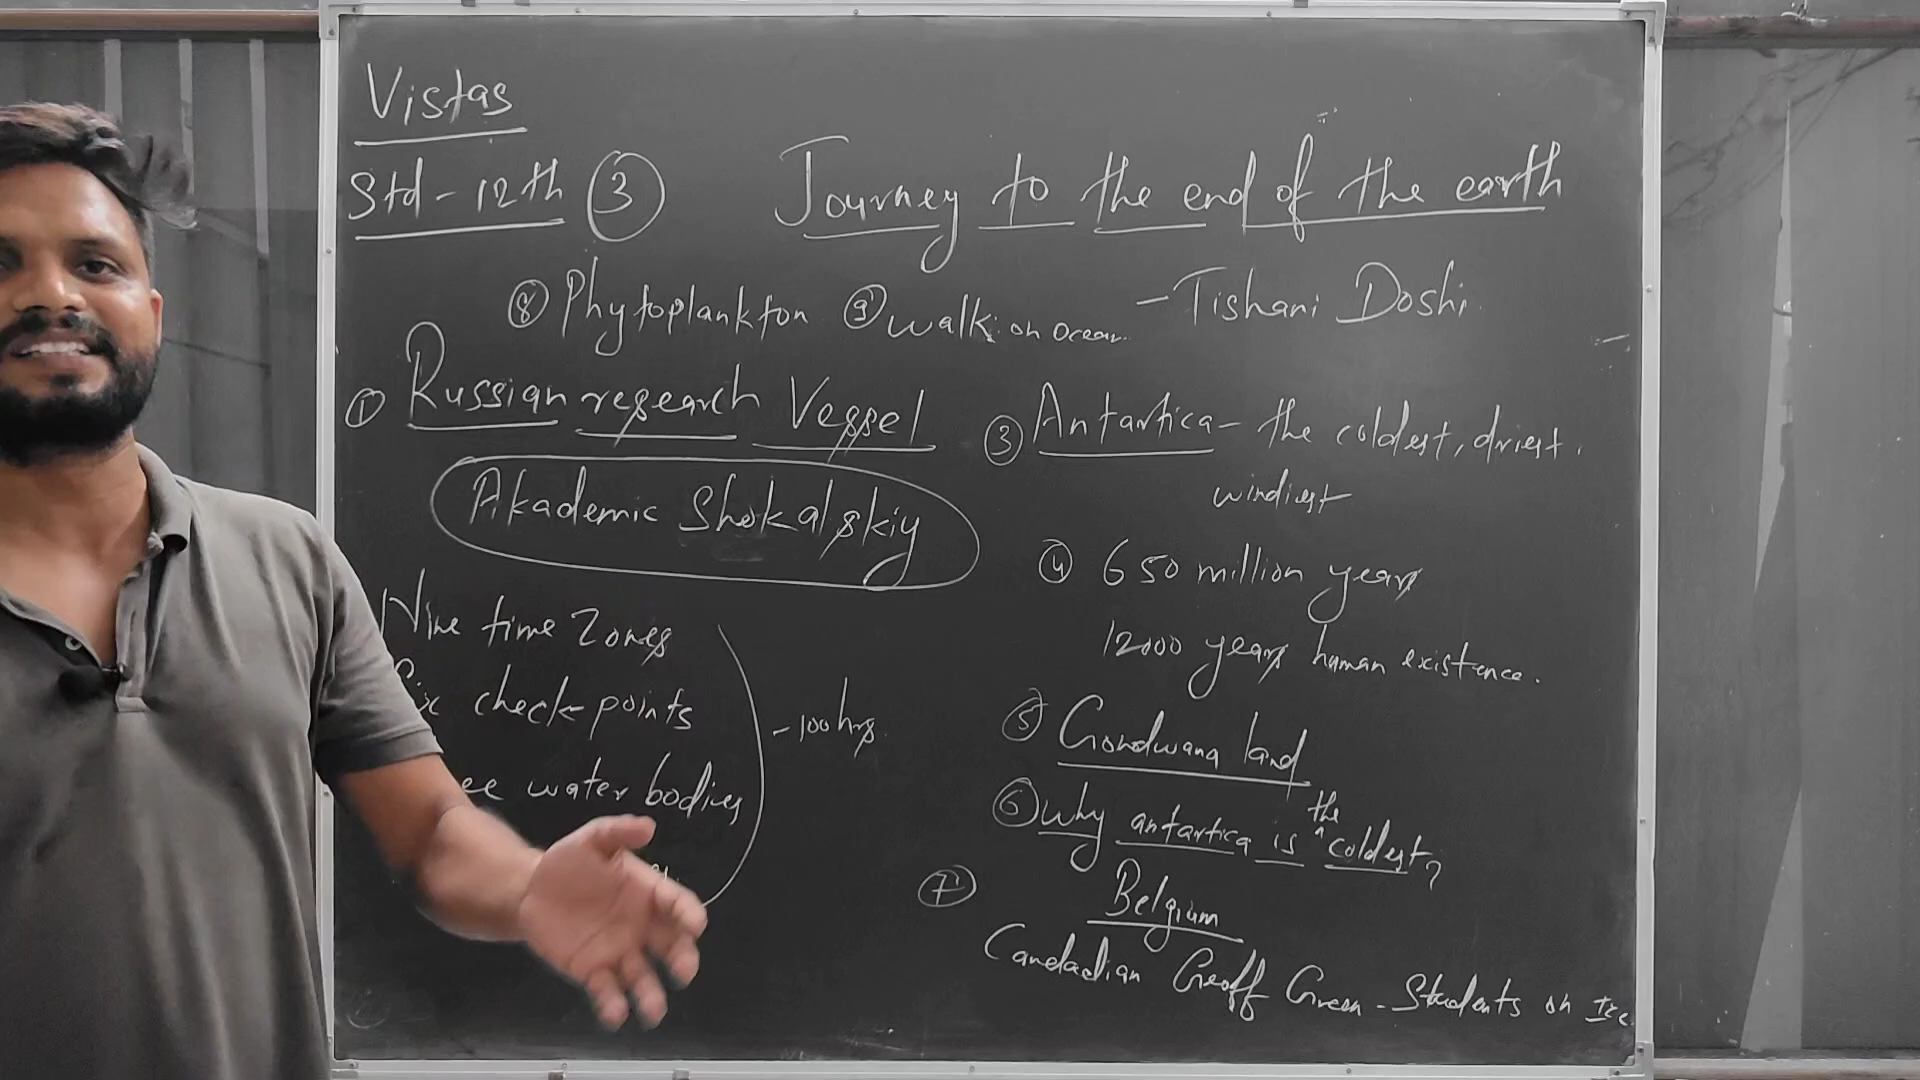 Vistas
Std - 12th ③ Journey to the end of the earth
- Tishani Doshi
⑧ Phytoplankton ⑨ walk on ocean
① Russian research Vessel
Akademic Shokalskiy
Nine time Zones
check points
water bodies
- 100 hrs
③ Antartica - the coldest, driest,
windiest
④ 650 million years
12000 years human existence.
⑤ Gondwana land
⑥ Why antartica is the coldest?
⑦ Belgium
Candadian Geoff Green - Students on Ice